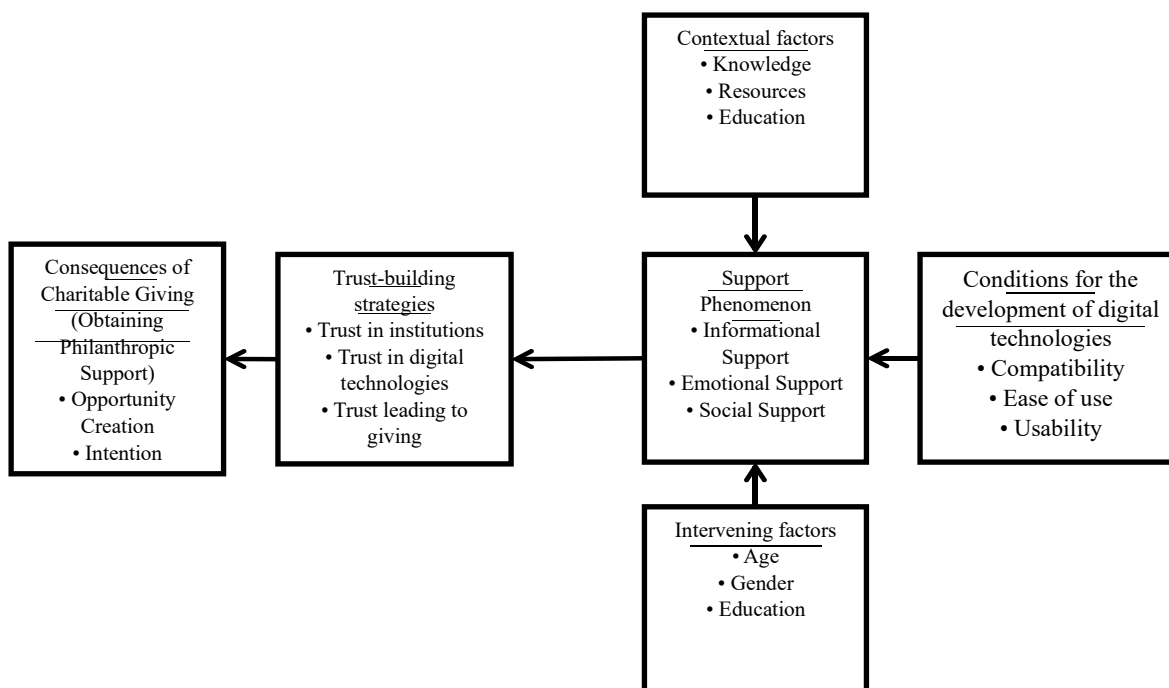 Contextual factors
• Knowledge
• Resources
• Education
Consequences of
Charitable Giving
(Obtaining
Philanthropic
Support)
• Opportunity
Creation
• Intention
Trust-building
strategies
• Trust in institutions
• Trust in digital
technologies
• Trust leading to
giving
Support
Phenomenon
• Informational
Support
• Emotional Support
• Social Support
Conditions for the
development of digital
technologies
• Compatibility
• Ease of use
• Usability
Intervening factors
• Age
• Gender
• Education